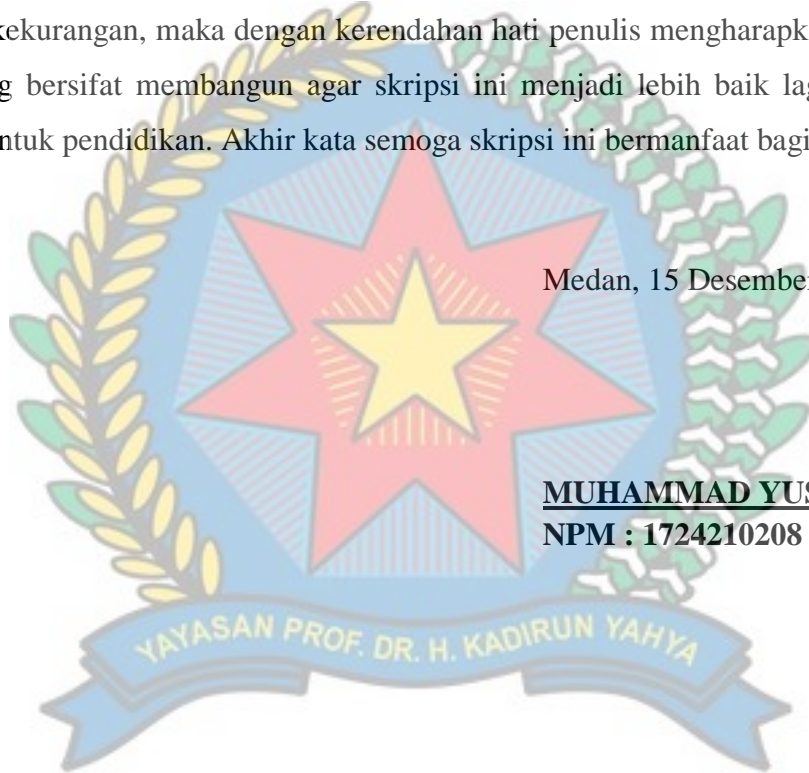 kekurangan, maka dengan kerendahan hati penulis mengharapk
g bersifat membangun agar skripsi ini menjadi lebih baik lag
ntuk pendidikan. Akhir kata semoga skripsi ini bermanfaat bagi
Medan, 15 Desember
MUHAMMAD YUS
NPM : 1724210208
YAYASAN PROF. DR. H. KADIRUN YAHYA